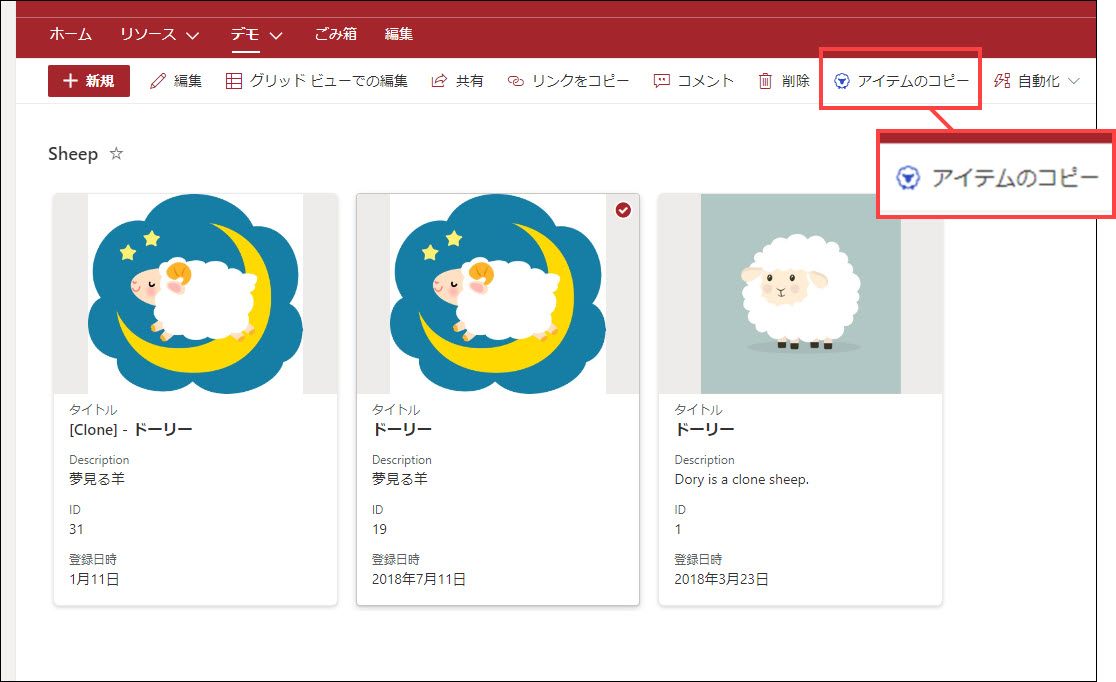 ホーム リソース デモ ごみ箱 編集
新規 編集 グリッド ビューでの編集 共有 リンクをコピー コメント 削除 アイテムのコピー 自動化
アイテムのコピー
Sheep
タイトル
[Clone] - ドーリー
Description
夢見る羊
ID
31
登録日時
1月11日
タイトル
ドーリー
Description
夢見る羊
ID
19
登録日時
2018年7月11日
タイトル
ドーリー
Description
Dory is a clone sheep.
ID
1
登録日時
2018年3月23日